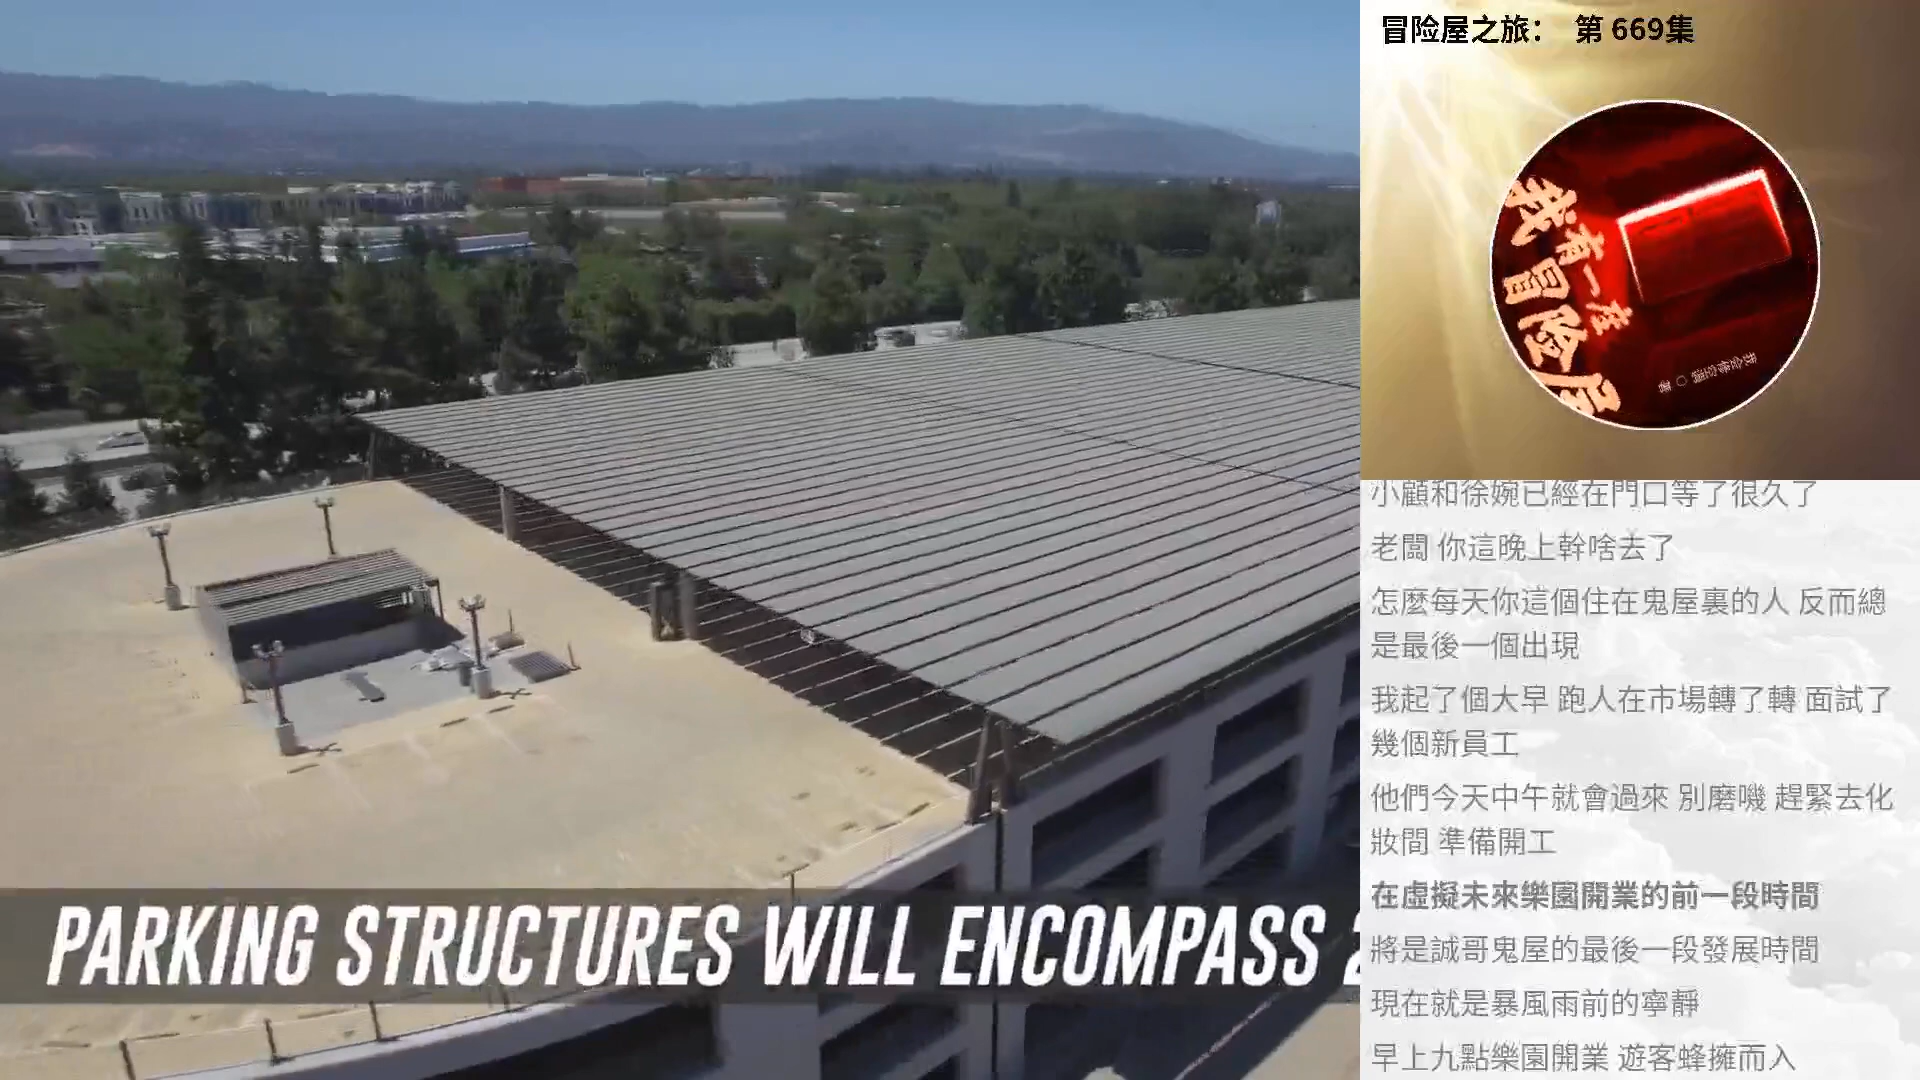 冒险屋之旅： 第 669集
我有一座冒险屋
小顧和徐婉已經在門口等了很久了
老闆 你這晚上幹啥去了
怎麼每天你這個住在鬼屋裏的人 反而總
是最後一個出現
我起了個大早 跑人在市場轉了轉 面試了
幾個新員工
他們今天中午就會過來 別磨嘰 趕緊去化
妝間 準備開工
在虛擬未來樂園開業的前一段時間
將是誠哥鬼屋的最後一段發展時間
現在就是暴風雨前的寧靜
早上九點樂園開業 遊客蜂擁而入
PARKING STRUCTURES WILL ENCOMPASS